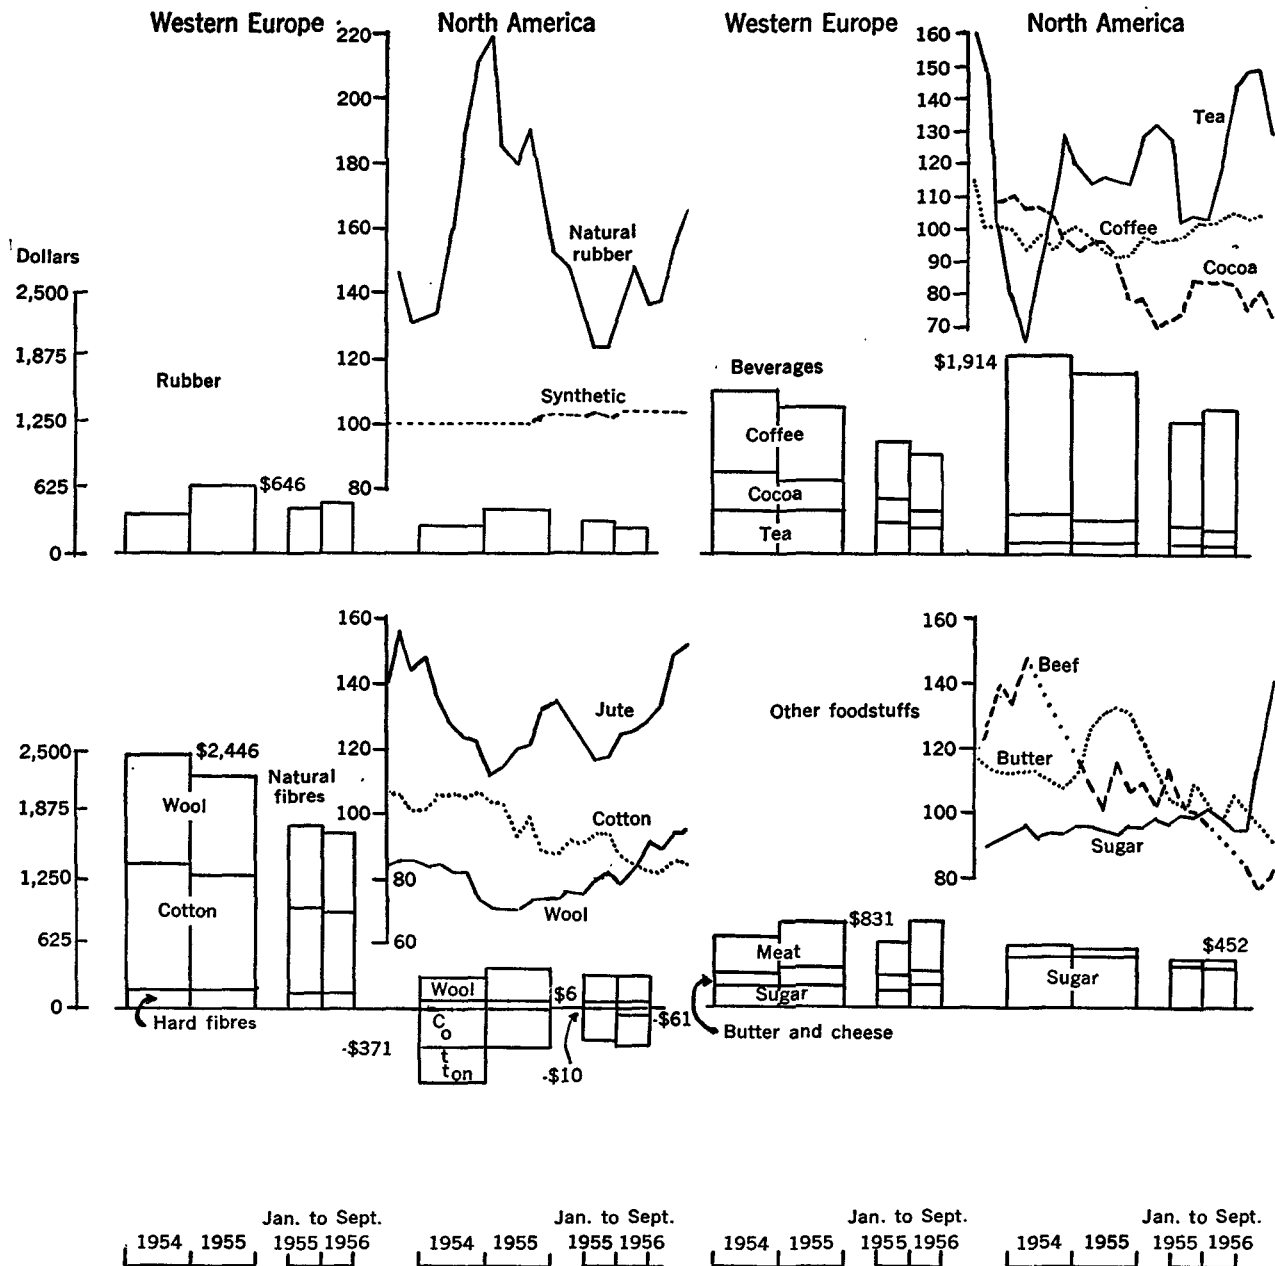 Western Europe
North America
Western Europe
North America
220
200
180
160
140
120
100
80
Natural
rubber
Synthetic
160
150
140
130
120
110
100
90
80
70
Tea
Coffee
Cocoa
Dollars
2,500
1,875
1,250
625
0
Rubber
$646
Beverages
Coffee
Cocoa
Tea
$1,914
160
140
120
100
80
60
Jute
Cotton
Wool
160
140
120
100
80
Beef
Butter
Sugar
Other foodstuffs
2,500
1,875
1,250
625
0
$2,446
Natural
fibres
Wool
Cotton
Hard fibres
Wool
Cotton
-$371
$6
-$10
-$61
$831
Meat
Sugar
Butter and cheese
$452
Sugar
Jan. to Sept.
Jan. to Sept.
Jan. to Sept.
Jan. to Sept.
1954 1955 1955 1956 1954 1955 1955 1956 1954 1955 1955 1956 1954 1955 1955 1956